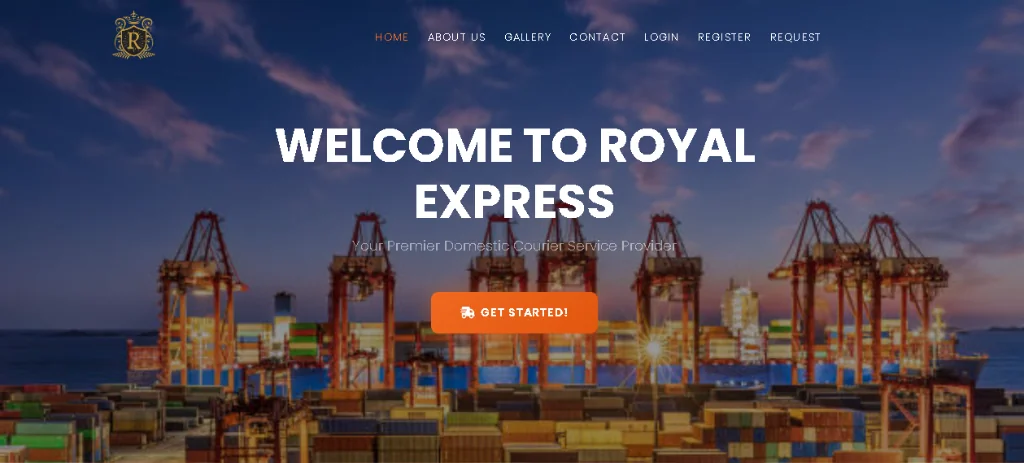 R
HOME ABOUT US GALLERY CONTACT LOGIN REGISTER REQUEST
WELCOME TO ROYAL
EXPRESS
Your Premier Domestic Courier Service Provider
GET STARTED!